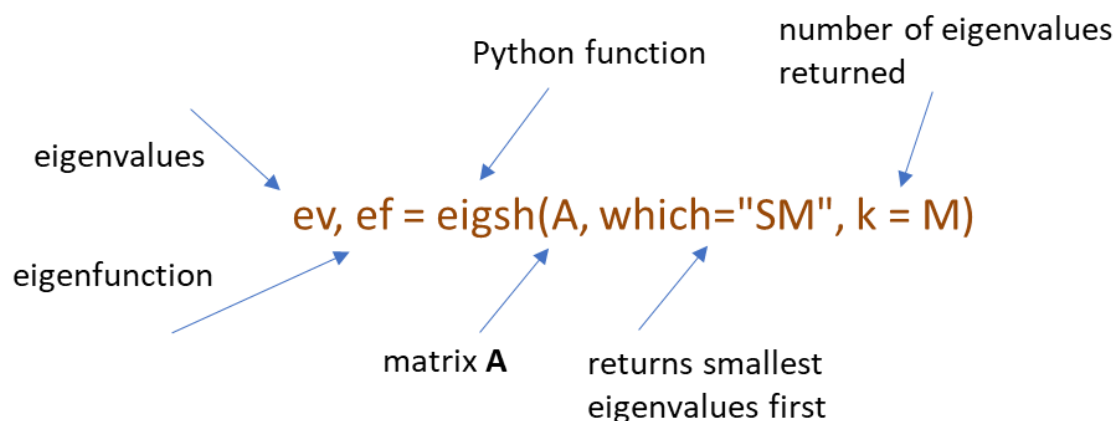 number of eigenvalues
returned
Python function
eigenvalues
ev, ef = eigsh(A, which="SM", k = M)
eigenfunction
matrix A
returns smallest
eigenvalues first